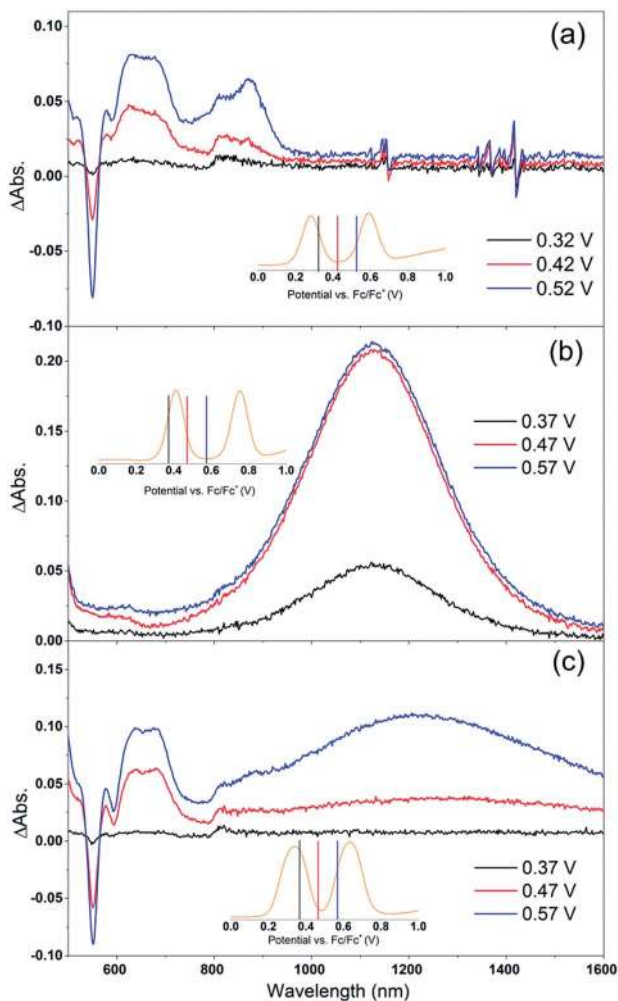 (a)
ΔAbs.
0.10
0.05
0.00
-0.05
-0.10
0.0 0.2 0.4 0.6 0.8 1.0
Potential vs. Fc/Fc⁺ (V)
0.32 V
0.42 V
0.52 V
(b)
ΔAbs.
0.20
0.15
0.10
0.05
0.00
0.0 0.2 0.4 0.6 0.8 1.0
Potential vs. Fc/Fc⁺ (V)
0.37 V
0.47 V
0.57 V
(c)
ΔAbs.
0.15
0.10
0.05
0.00
-0.05
-0.10
0.0 0.2 0.4 0.6 0.8 1.0
Potential vs. Fc/Fc⁺ (V)
0.37 V
0.47 V
0.57 V
600 800 1000 1200 1400 1600
Wavelength (nm)